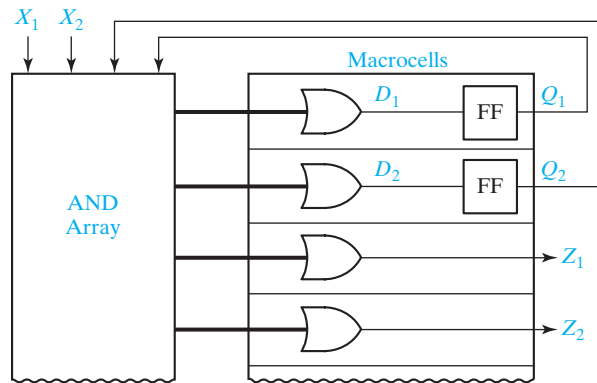 X1 X2
Macrocells
D1 FF Q1
D2 FF Q2
AND
Array
Z1
Z2